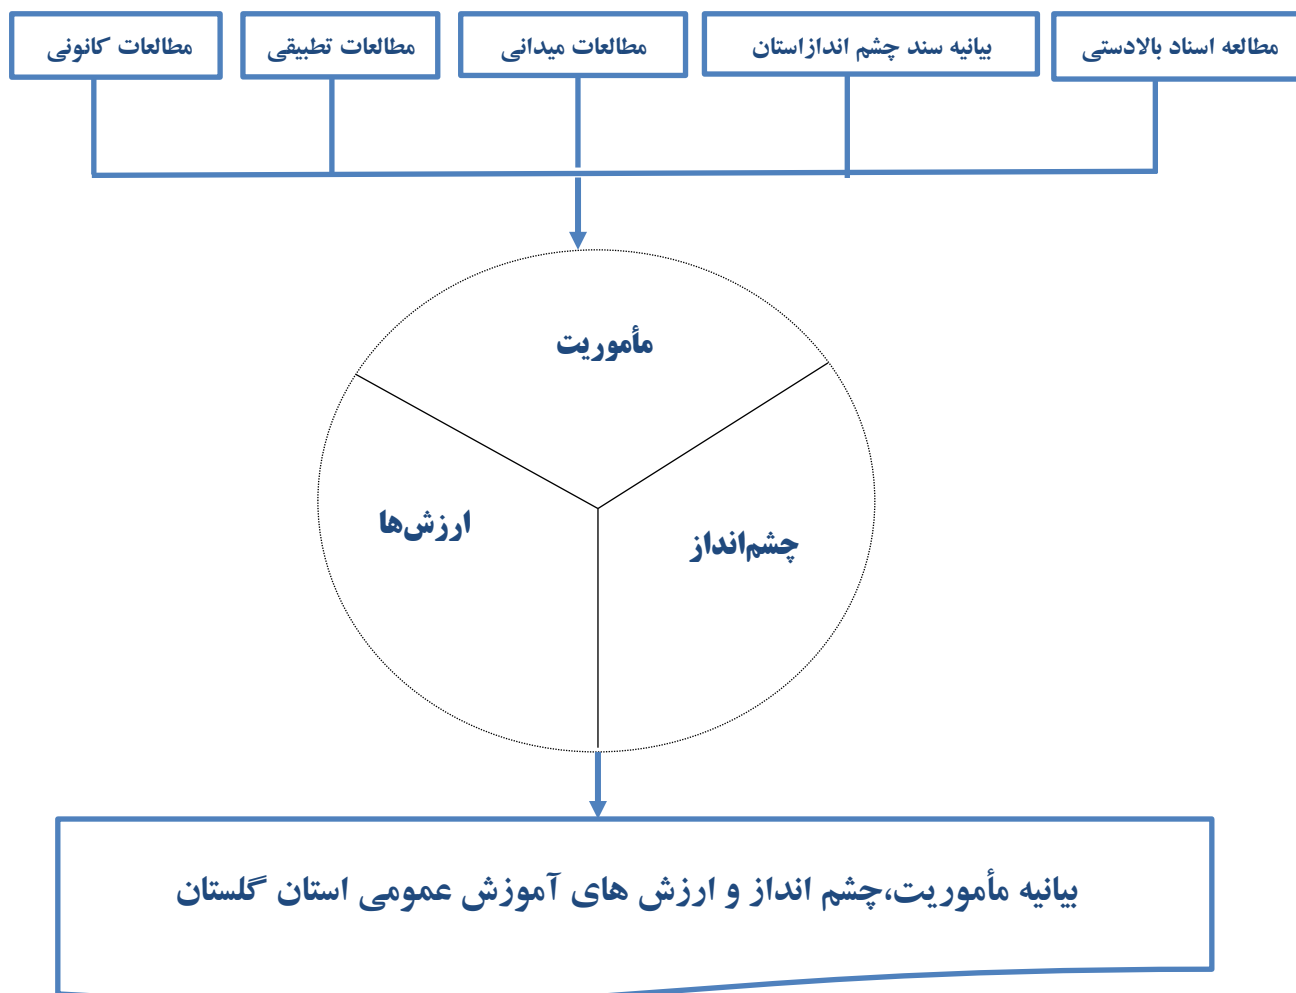 مطالعه اسناد بالادستی
بیانیه سند چشم اندازاستان
مطالعات میدانی
مطالعات تطبیقی
مطالعات کانونی
مأموریت
چشم‌انداز
ارزش‌ها
بیانیه مأموریت،چشم انداز و ارزش های آموزش عمومی استان گلستان